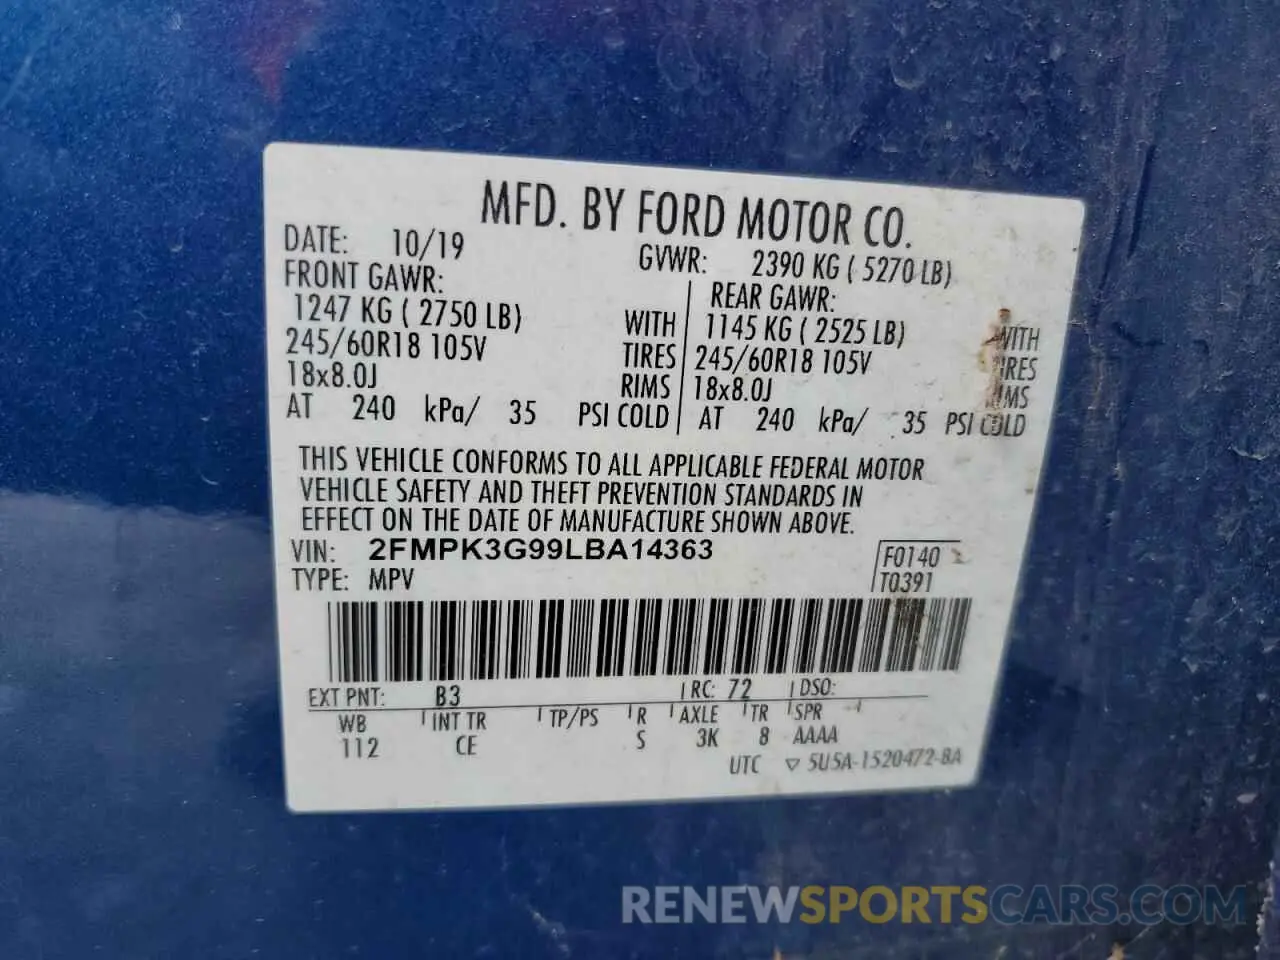 MFD. BY FORD MOTOR CO.
DATE: 10/19 GVWR: 2390 KG ( 5270 LB)
FRONT GAWR: REAR GAWR:
1247 KG ( 2750 LB) WITH 1145 KG ( 2525 LB) WITH
245/60R18 105V TIRES 245/60R18 105V TIRES
18x8.0J RIMS 18x8.0J RIMS
AT 240 kPa/ 35 PSI COLD AT 240 kPa/ 35 PSI COLD
THIS VEHICLE CONFORMS TO ALL APPLICABLE FEDERAL MOTOR
VEHICLE SAFETY AND THEFT PREVENTION STANDARDS IN
EFFECT ON THE DATE OF MANUFACTURE SHOWN ABOVE.
VIN: 2FMPK3G99LBA14363 F0140
TYPE: MPV T0391
EXT PNT: B3 RC: 72 DSO:
WB INT TR TP/PS R AXLE TR SPR
112 CE S 3K 8 AAAA
UTC ▽ 5U5A-1520472-BA
RENEWSPORTSCARS.COM